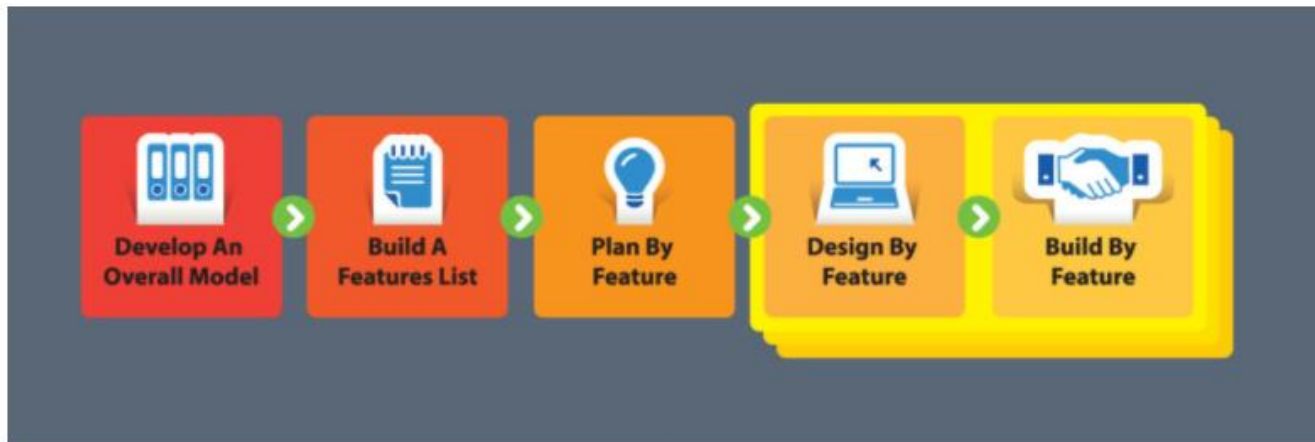 Develop An
Overall Model
Build A
Features List
Plan By
Feature
Design By
Feature
Build By
Feature